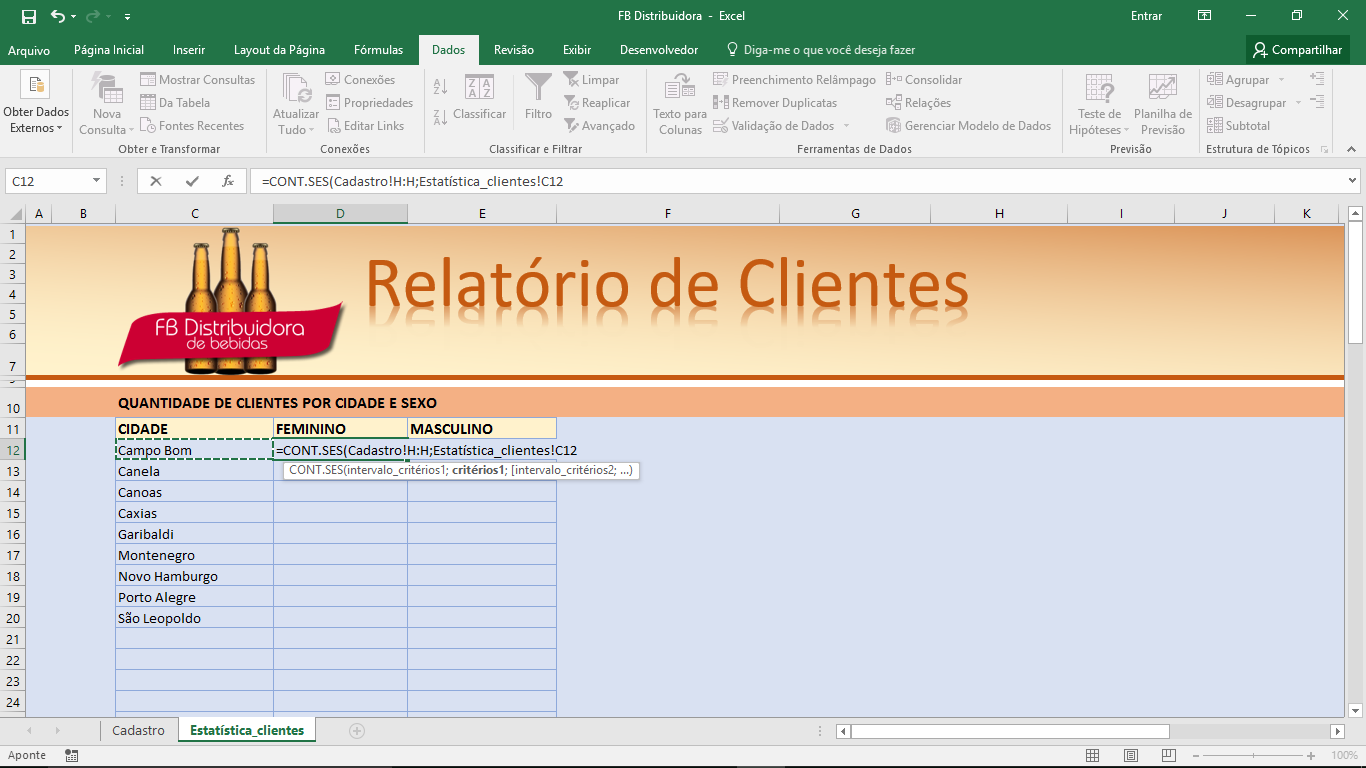 FB Distribuidora - Excel
Entrar
Arquivo Página Inicial Inserir Layout da Página Fórmulas Dados Revisão Exibir Desenvolvedor Diga-me o que você deseja fazer Compartilhar
Obter Dados Externos
Nova Consulta
Mostrar Consultas
Da Tabela
Fontes Recentes
Obter e Transformar
Atualizar Tudo
Conexões
Propriedades
Editar Links
Conexões
Classificar
Filtro
Limpar
Reaplicar
Avançado
Classificar e Filtrar
Texto para Colunas
Preenchimento Relâmpago
Remover Duplicatas
Validação de Dados
Consolidar
Relações
Gerenciar Modelo de Dados
Ferramentas de Dados
Teste de Hipóteses
Planilha de Previsão
Previsão
Agrupar
Desagrupar
Subtotal
Estrutura de Tópicos
C12 fx =CONT.SES(Cadastro!H:H;Estatística_clientes!C12
A B C D E F G H I J K
1
2
3
4
5
6
7
FB Distribuidora
de bebidas
Relatório de Clientes
10 QUANTIDADE DE CLIENTES POR CIDADE E SEXO
11 CIDADE FEMININO MASCULINO
12 Campo Bom =CONT.SES(Cadastro!H:H;Estatística_clientes!C12
CONT.SES(intervalo_critérios1; critérios1; [intervalo_critérios2; ...)
13 Canela
14 Canoas
15 Caxias
16 Garibaldi
17 Montenegro
18 Novo Hamburgo
19 Porto Alegre
20 São Leopoldo
21
22
23
24
Cadastro Estatística_clientes
Aponte 100%